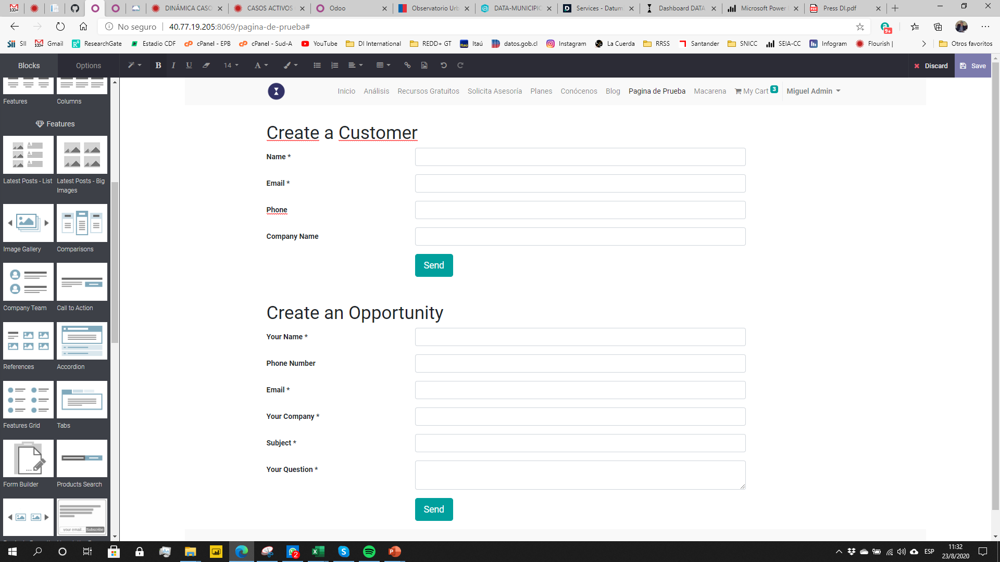 DINÁMICA CASO
CASOS ACTIVOS
Odoo
Observatorio Urb
DATA-MUNICIPIO
Services - Datum
Dashboard DATA
Microsoft Power
Press DI.pdf
No seguro
40.77.19.205:8069/pagina-de-prueba#
9+
SII
Gmail
ResearchGate
Estadio CDF
cPanel - EPB
cPanel - Sud-A
YouTube
DI International
REDD+ GT
Itaú
datos.gob.cl
Instagram
La Cuerda
RRSS
Santander
SNICC
SEIA-CC
Infogram
Flourish |
Otros favoritos
Blocks
Options
B I U
14
A
Discard
Save
Features
Columns
Features
Latest Posts - List
Latest Posts - Big
Images
Image Gallery
Comparisons
Company Team
Call to Action
References
Accordion
Features Grid
Tabs
Form Builder
Products Search
your email...
Subscribe
Inicio
Análisis
Recursos Gratuitos
Solicita Asesoría
Planes
Conócenos
Blog
Pagina de Prueba
Macarena
My Cart 3
Miguel Admin
Create a Customer
Name *
Email *
Phone
Company Name
Send
Create an Opportunity
Your Name *
Phone Number
Email *
Your Company *
Subject *
Your Question *
Send
2
ESP
11:32
23/8/2020